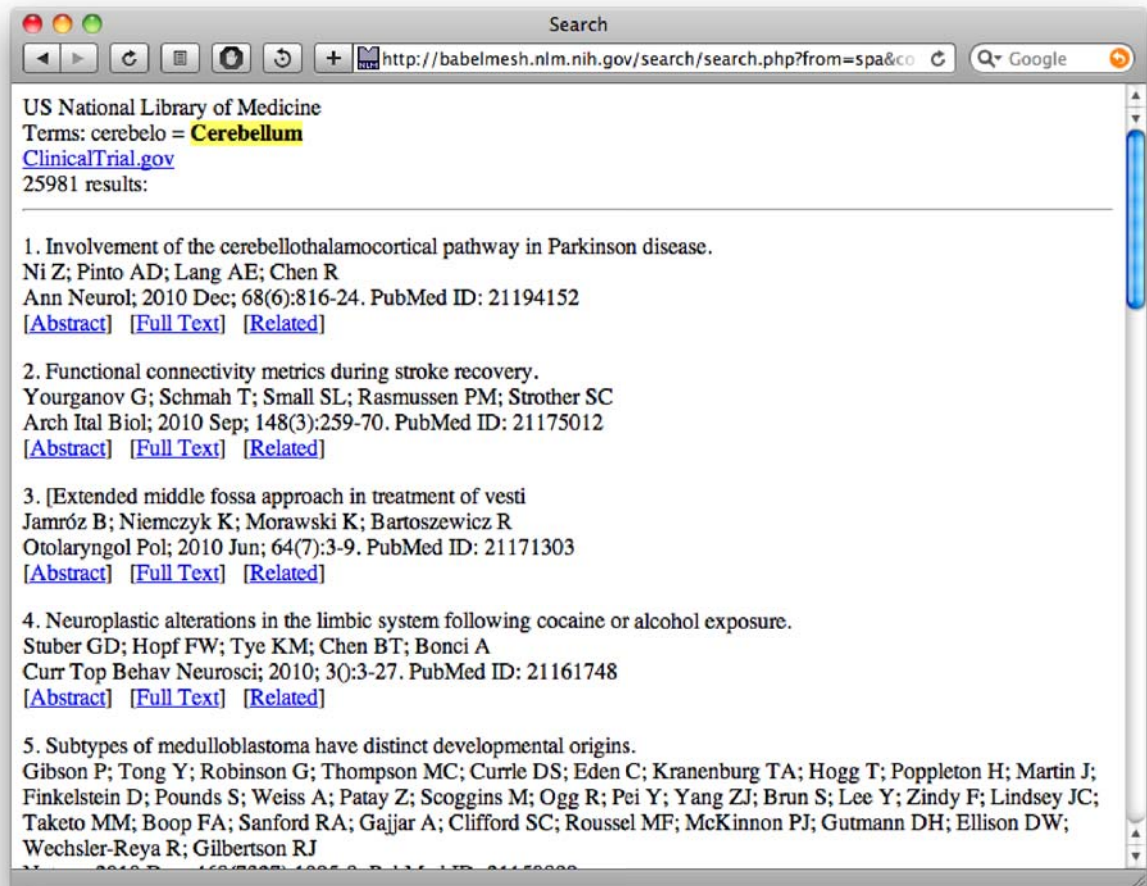 Search
http://babelmesh.nlm.nih.gov/search/search.php?from=spa&co
Google
US National Library of Medicine
Terms: cerebelo = Cerebellum
ClinicalTrial.gov
25981 results:
1. Involvement of the cerebellothalamocortical pathway in Parkinson disease.
Ni Z; Pinto AD; Lang AE; Chen R
Ann Neurol; 2010 Dec; 68(6):816-24. PubMed ID: 21194152
[Abstract] [Full Text] [Related]
2. Functional connectivity metrics during stroke recovery.
Yourganov G; Schmah T; Small SL; Rasmussen PM; Strother SC
Arch Ital Biol; 2010 Sep; 148(3):259-70. PubMed ID: 21175012
[Abstract] [Full Text] [Related]
3. [Extended middle fossa approach in treatment of vesti
Jamróz B; Niemczyk K; Morawski K; Bartoszewicz R
Otolaryngol Pol; 2010 Jun; 64(7):3-9. PubMed ID: 21171303
[Abstract] [Full Text] [Related]
4. Neuroplastic alterations in the limbic system following cocaine or alcohol exposure.
Stuber GD; Hopf FW; Tye KM; Chen BT; Bonci A
Curr Top Behav Neurosci; 2010; 3():3-27. PubMed ID: 21161748
[Abstract] [Full Text] [Related]
5. Subtypes of medulloblastoma have distinct developmental origins.
Gibson P; Tong Y; Robinson G; Thompson MC; Currle DS; Eden C; Kranenburg TA; Hogg T; Poppleton H; Martin J;
Finkelstein D; Pounds S; Weiss A; Patay Z; Scoggins M; Ogg R; Pei Y; Yang ZJ; Brun S; Lee Y; Zindy F; Lindsey JC;
Taketo MM; Boop FA; Sanford RA; Gajjar A; Clifford SC; Roussel MF; McKinnon PJ; Gutmann DH; Ellison DW;
Wechsler-Reya R; Gilbertson RJ